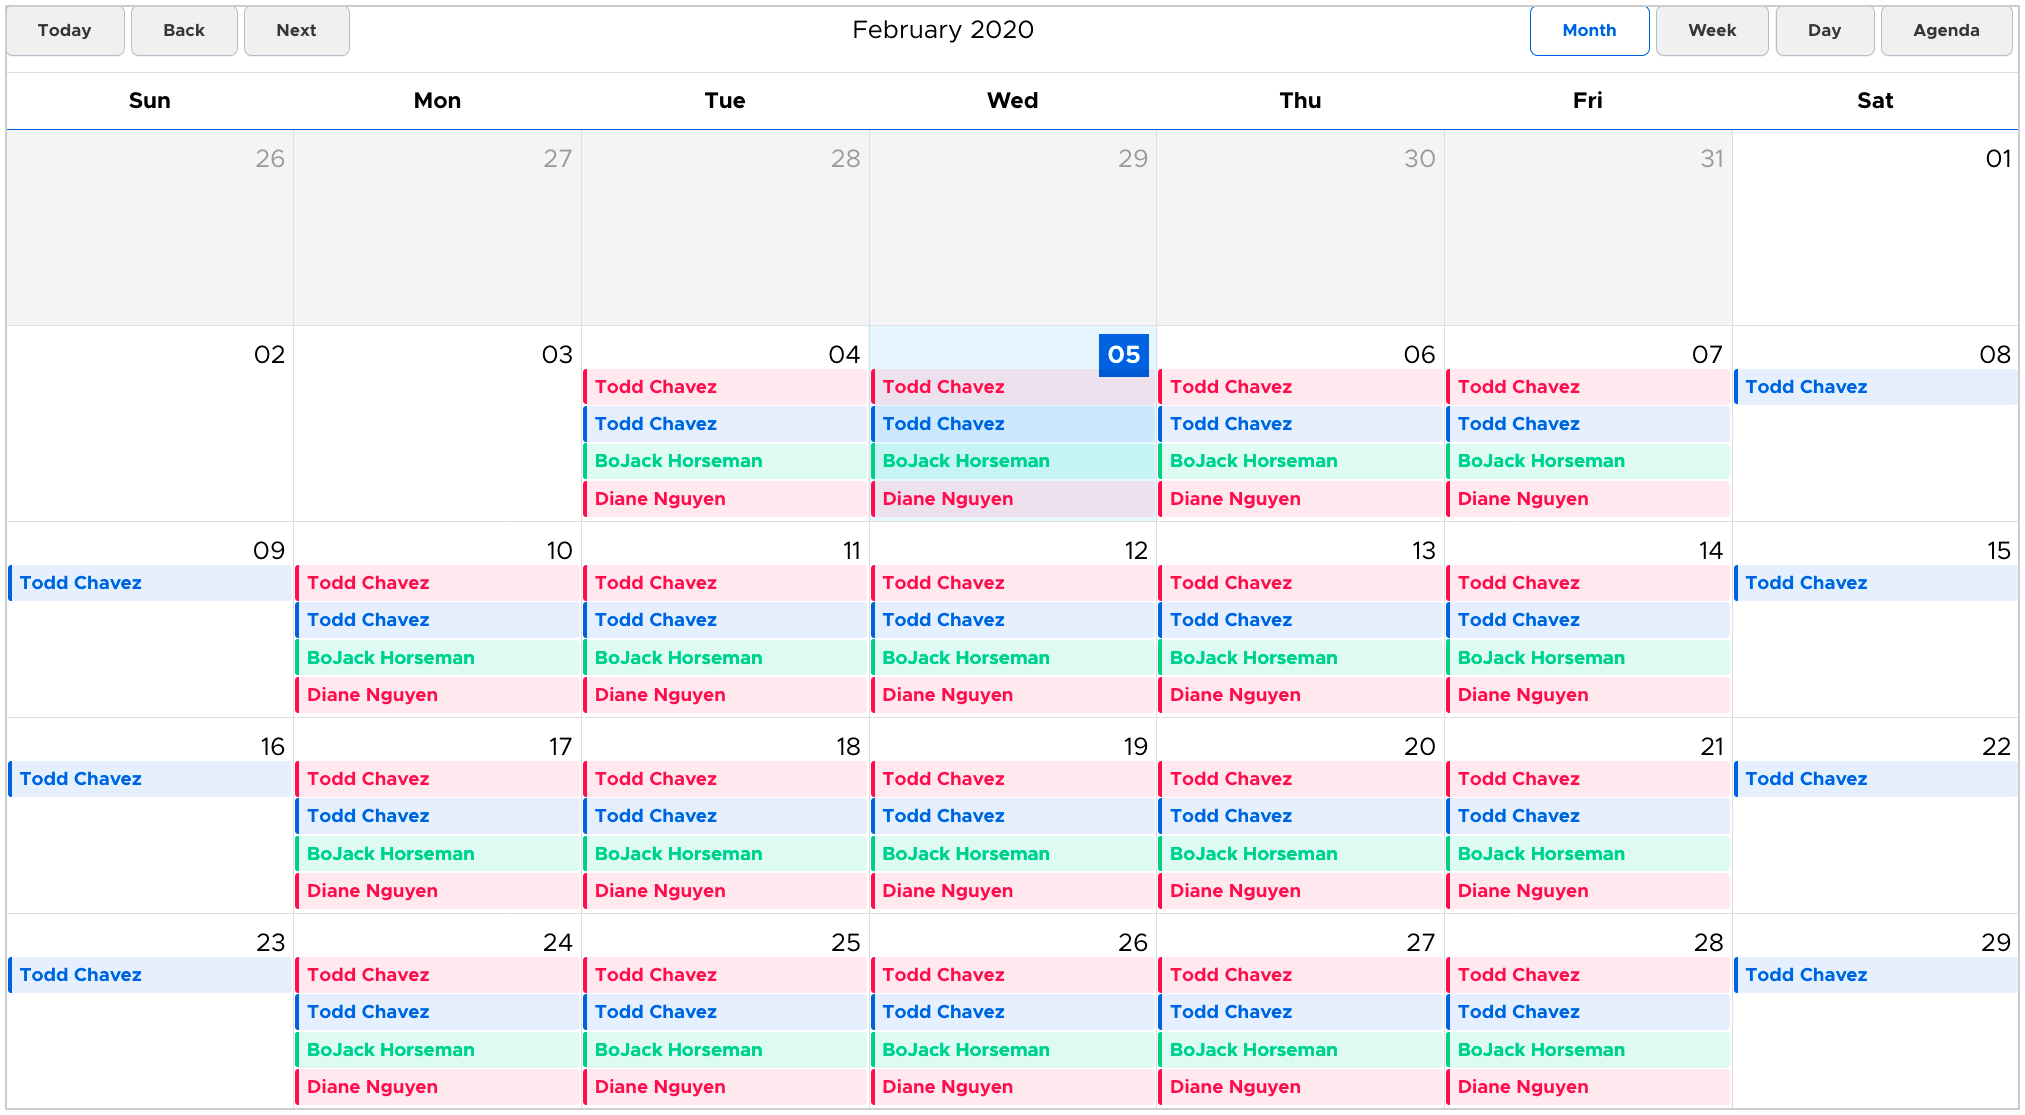 Today Back Next February 2020 Month Week Day Agenda
Sun Mon Tue Wed Thu Fri Sat
26 27 28 29 30 31 01
02 03 04 05 06 07 08
Todd Chavez Todd Chavez Todd Chavez Todd Chavez Todd Chavez
Todd Chavez Todd Chavez Todd Chavez Todd Chavez
BoJack Horseman BoJack Horseman BoJack Horseman BoJack Horseman
Diane Nguyen Diane Nguyen Diane Nguyen Diane Nguyen
09 10 11 12 13 14 15
Todd Chavez Todd Chavez Todd Chavez Todd Chavez Todd Chavez Todd Chavez Todd Chavez
Todd Chavez Todd Chavez Todd Chavez Todd Chavez Todd Chavez
BoJack Horseman BoJack Horseman BoJack Horseman BoJack Horseman BoJack Horseman
Diane Nguyen Diane Nguyen Diane Nguyen Diane Nguyen Diane Nguyen
16 17 18 19 20 21 22
Todd Chavez Todd Chavez Todd Chavez Todd Chavez Todd Chavez Todd Chavez Todd Chavez
Todd Chavez Todd Chavez Todd Chavez Todd Chavez Todd Chavez
BoJack Horseman BoJack Horseman BoJack Horseman BoJack Horseman BoJack Horseman
Diane Nguyen Diane Nguyen Diane Nguyen Diane Nguyen Diane Nguyen
23 24 25 26 27 28 29
Todd Chavez Todd Chavez Todd Chavez Todd Chavez Todd Chavez Todd Chavez Todd Chavez
Todd Chavez Todd Chavez Todd Chavez Todd Chavez Todd Chavez
BoJack Horseman BoJack Horseman BoJack Horseman BoJack Horseman BoJack Horseman
Diane Nguyen Diane Nguyen Diane Nguyen Diane Nguyen Diane Nguyen